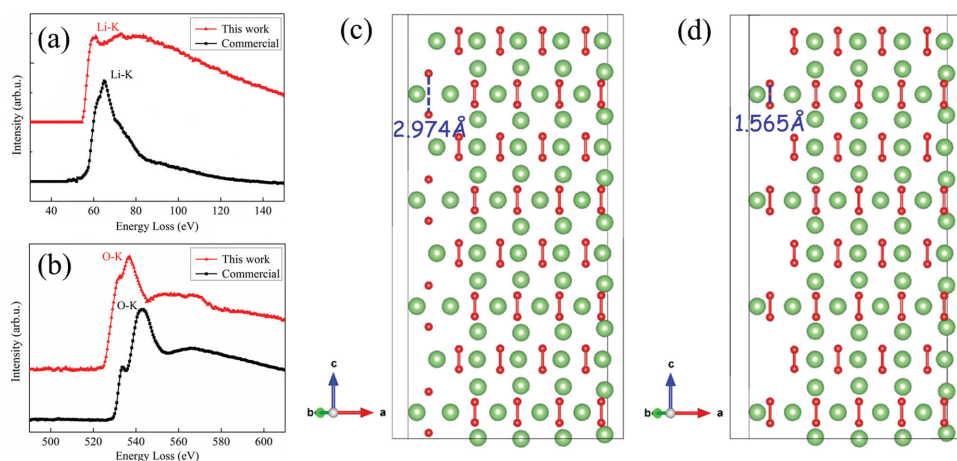 (a)
Li-K
This work
Commercial
Li-K
Intensity (arb.u.)
40 60 80 100 120 140
Energy Loss (eV)
(b)
O-K
This work
Commercial
O-K
Intensity (arb.u.)
500 520 540 560 580 600
Energy Loss (eV)
(c)
2.974Å
c
b a
(d)
1.565Å
c
b a